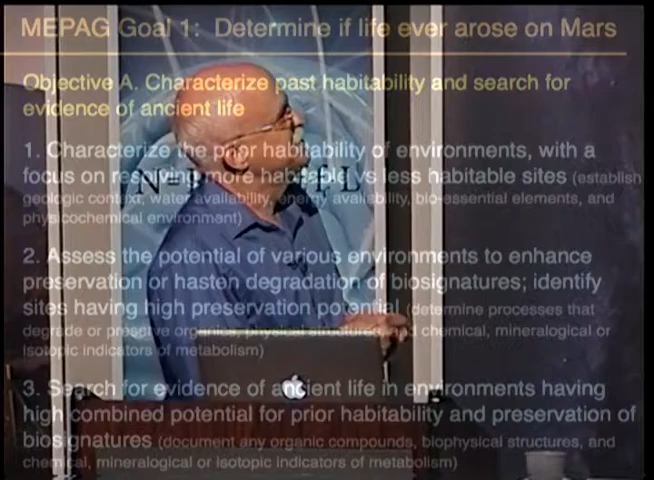 MEPAG Goal 1: Determine if life ever arose on Mars
Objective A. Characterize past habitability and search for
evidence of ancient life
1. Characterize the prior habitability of environments, with a
focus on resolving more habitable vs less habitable sites (establish
geologic context, water availability, energy availability, bio-essential elements, and
physicochemical environment)
2. Assess the potential of various environments to enhance
preservation or hasten degradation of biosignatures; identify
sites having high preservation potential (determine processes that
degrade or preserve organics, physical structures and chemical, mineralogical or
isotopic indicators of metabolism)
3. Search for evidence of ancient life in environments having
high combined potential for prior habitability and preservation of
biosignatures (document any organic compounds, biophysical structures, and
chemical, mineralogical or isotopic indicators of metabolism)
N=
L